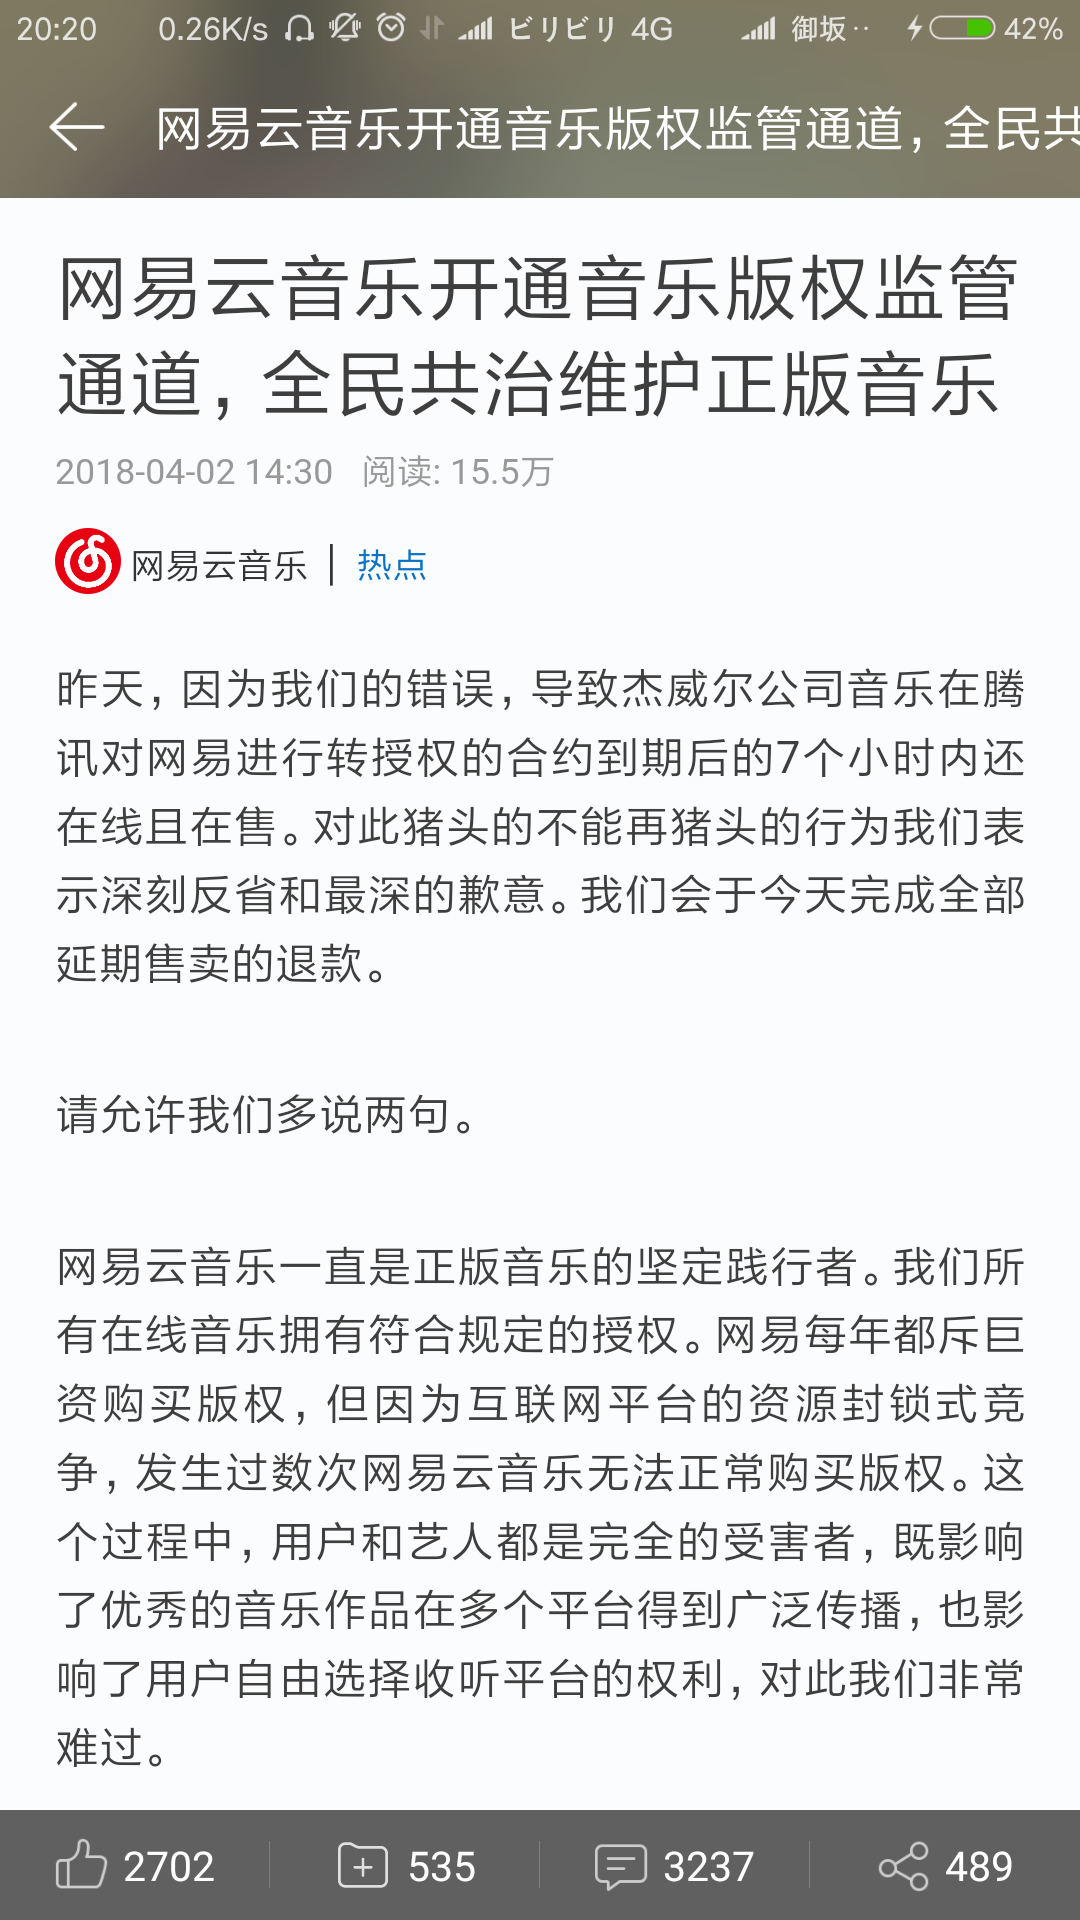 20:20 0.26K/s ビリビリ 4G 御坂·· 42%
网易云音乐开通音乐版权监管通道，全民共
网易云音乐开通音乐版权监管
通道，全民共治维护正版音乐
2018-04-02 14:30 阅读: 15.5万
网易云音乐 | 热点
昨天，因为我们的错误，导致杰威尔公司音乐在腾
讯对网易进行转授权的合约到期后的7个小时内还
在线且在售。对此猪头的不能再猪头的行为我们表
示深刻反省和最深的歉意。我们会于今天完成全部
延期售卖的退款。
请允许我们多说两句。
网易云音乐一直是正版音乐的坚定践行者。我们所
有在线音乐拥有符合规定的授权。网易每年都斥巨
资购买版权，但因为互联网平台的资源封锁式竞
争，发生过数次网易云音乐无法正常购买版权。这
个过程中，用户和艺人都是完全的受害者，既影响
了优秀的音乐作品在多个平台得到广泛传播，也影
响了用户自由选择收听平台的权利，对此我们非常
难过。
2702 535 3237 489